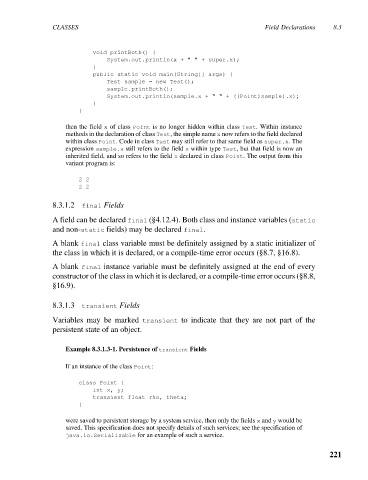 CLASSES Field Declarations 8.3
void printBoth() {
System.out.println(x + " " + super.x);
}
public static void main(String[] args) {
Test sample = new Test();
sample.printBoth();
System.out.println(sample.x + " " + ((Point)sample).x);
}
}
then the field x of class Point is no longer hidden within class Test. Within instance
methods in the declaration of class Test, the simple name x now refers to the field declared
within class Point. Code in class Test may still refer to that same field as super.x. The
expression sample.x still refers to the field x within type Test, but that field is now an
inherited field, and so refers to the field x declared in class Point. The output from this
variant program is:
2 2
2 2
8.3.1.2 final Fields
A field can be declared final (§4.12.4). Both class and instance variables (static
and non-static fields) may be declared final.
A blank final class variable must be definitely assigned by a static initializer of
the class in which it is declared, or a compile-time error occurs (§8.7, §16.8).
A blank final instance variable must be definitely assigned at the end of every
constructor of the class in which it is declared, or a compile-time error occurs (§8.8,
§16.9).
8.3.1.3 transient Fields
Variables may be marked transient to indicate that they are not part of the
persistent state of an object.
Example 8.3.1.3-1. Persistence of transient Fields
If an instance of the class Point:
class Point {
int x, y;
transient float rho, theta;
}
were saved to persistent storage by a system service, then only the fields x and y would be
saved. This specification does not specify details of such services; see the specification of
java.io.Serializable for an example of such a service.
221